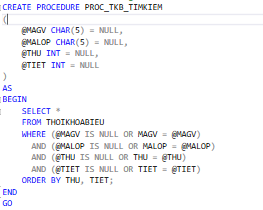 CREATE PROCEDURE PROC_TKB_TIMKIEM
(
@MAGV CHAR(5) = NULL,
@MALOP CHAR(5) = NULL,
@THU INT = NULL,
@TIET INT = NULL
)
AS
BEGIN
SELECT *
FROM THOIKHOABIEU
WHERE (@MAGV IS NULL OR MAGV = @MAGV)
AND (@MALOP IS NULL OR MALOP = @MALOP)
AND (@THU IS NULL OR THU = @THU)
AND (@TIET IS NULL OR TIET = @TIET)
ORDER BY THU, TIET;
END
GO